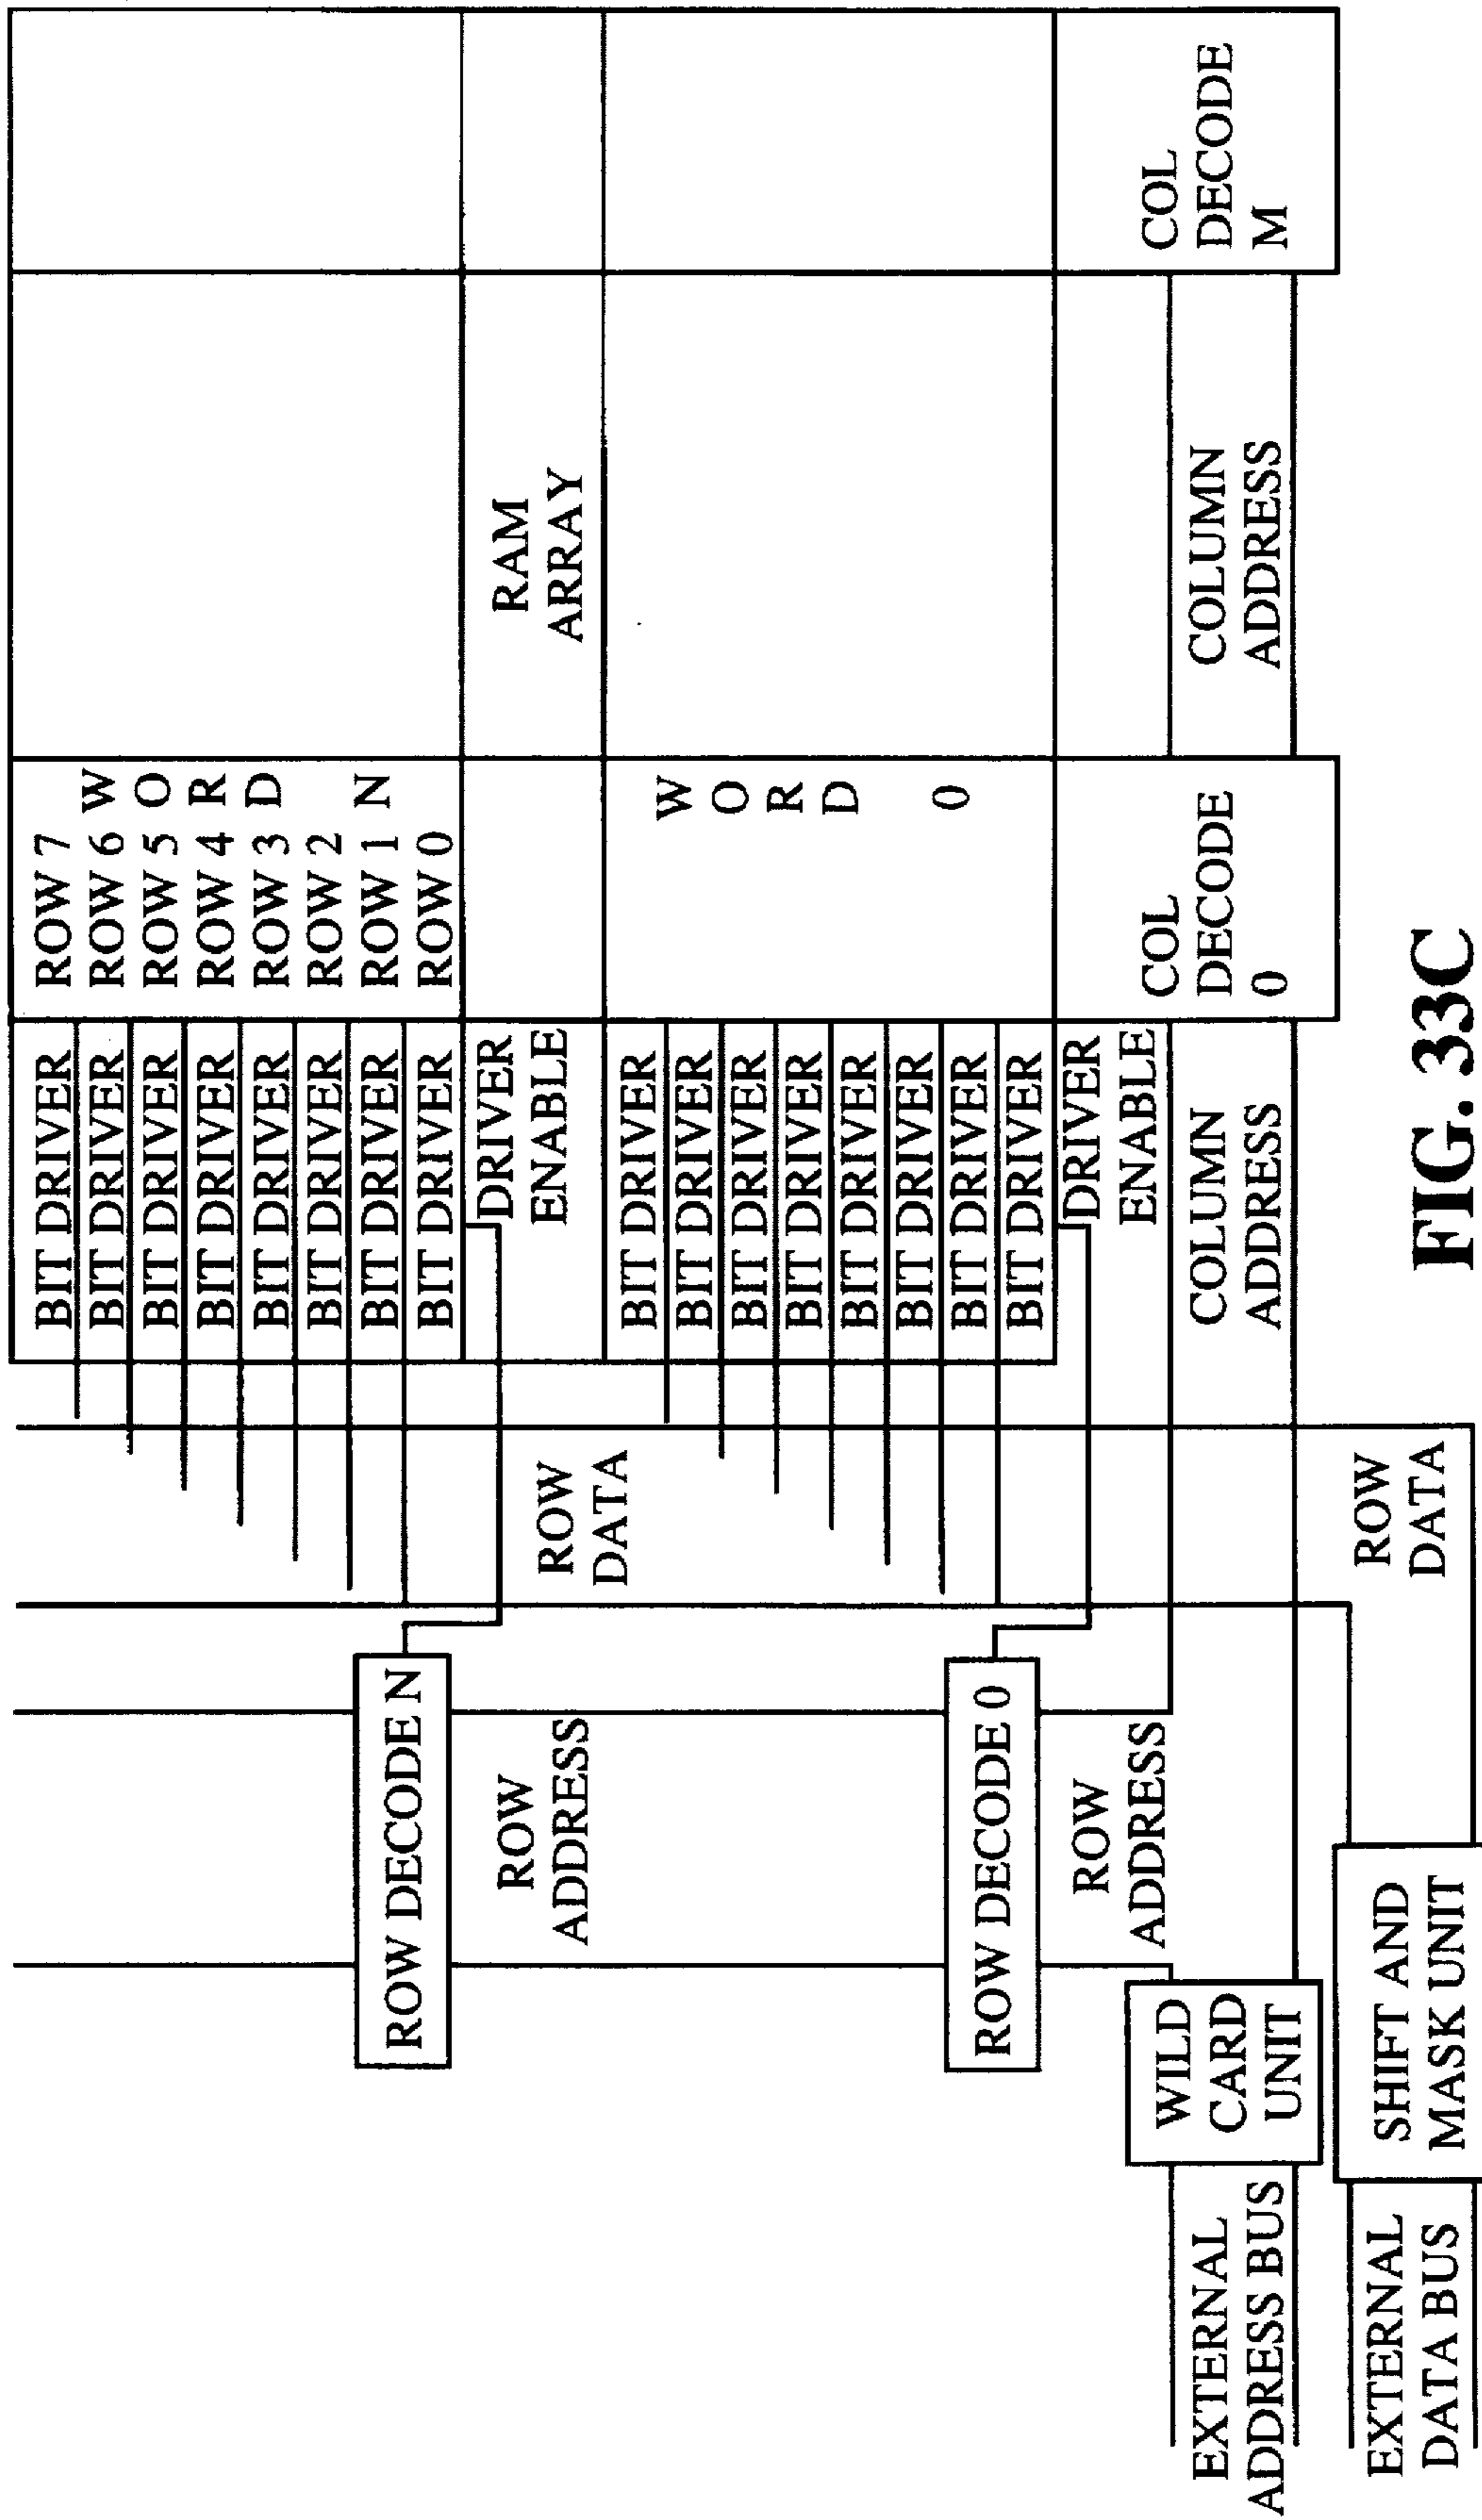 BIT DRIVER ROW 7
BIT DRIVER ROW 6
BIT DRIVER ROW 5
BIT DRIVER ROW 4
BIT DRIVER ROW 3
BIT DRIVER ROW 2
BIT DRIVER ROW 1
BIT DRIVER ROW 0
W
O
R
D
N
ROW DECODE N
DRIVER
ENABLE
RAM
ARRAY
ROW
DATA
ROW
ADDRESS
BIT DRIVER
BIT DRIVER
BIT DRIVER
BIT DRIVER
BIT DRIVER
BIT DRIVER
BIT DRIVER
BIT DRIVER
W
O
R
D
0
ROW DECODE 0
DRIVER
ENABLE
ROW
ADDRESS
WILD
CARD
UNIT
EXTERNAL
ADDRESS BUS
COLUMN
ADDRESS
COL
DECODE
0
COLUMN
ADDRESS
COL
DECODE
M
EXTERNAL
DATA BUS
SHIFT AND
MASK UNIT
ROW
DATA
FIG. 33C